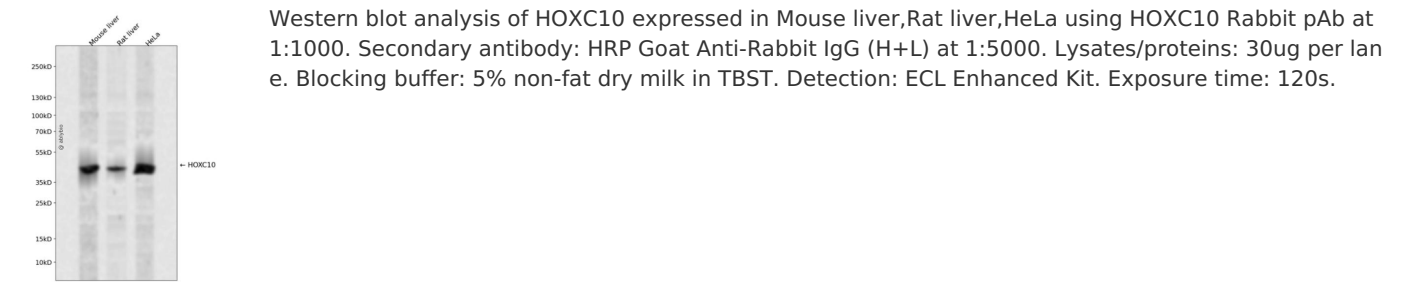 Mouse liver
Rat liver
HeLa
250kD
130kD
100kD
70kD
55kD
35kD
25kD
15kD
10kD
← HOXC10
Western blot analysis of HOXC10 expressed in Mouse liver,Rat liver,HeLa using HOXC10 Rabbit pAb at
1:1000. Secondary antibody: HRP Goat Anti-Rabbit IgG (H+L) at 1:5000. Lysates/proteins: 30ug per lan
e. Blocking buffer: 5% non-fat dry milk in TBST. Detection: ECL Enhanced Kit. Exposure time: 120s.